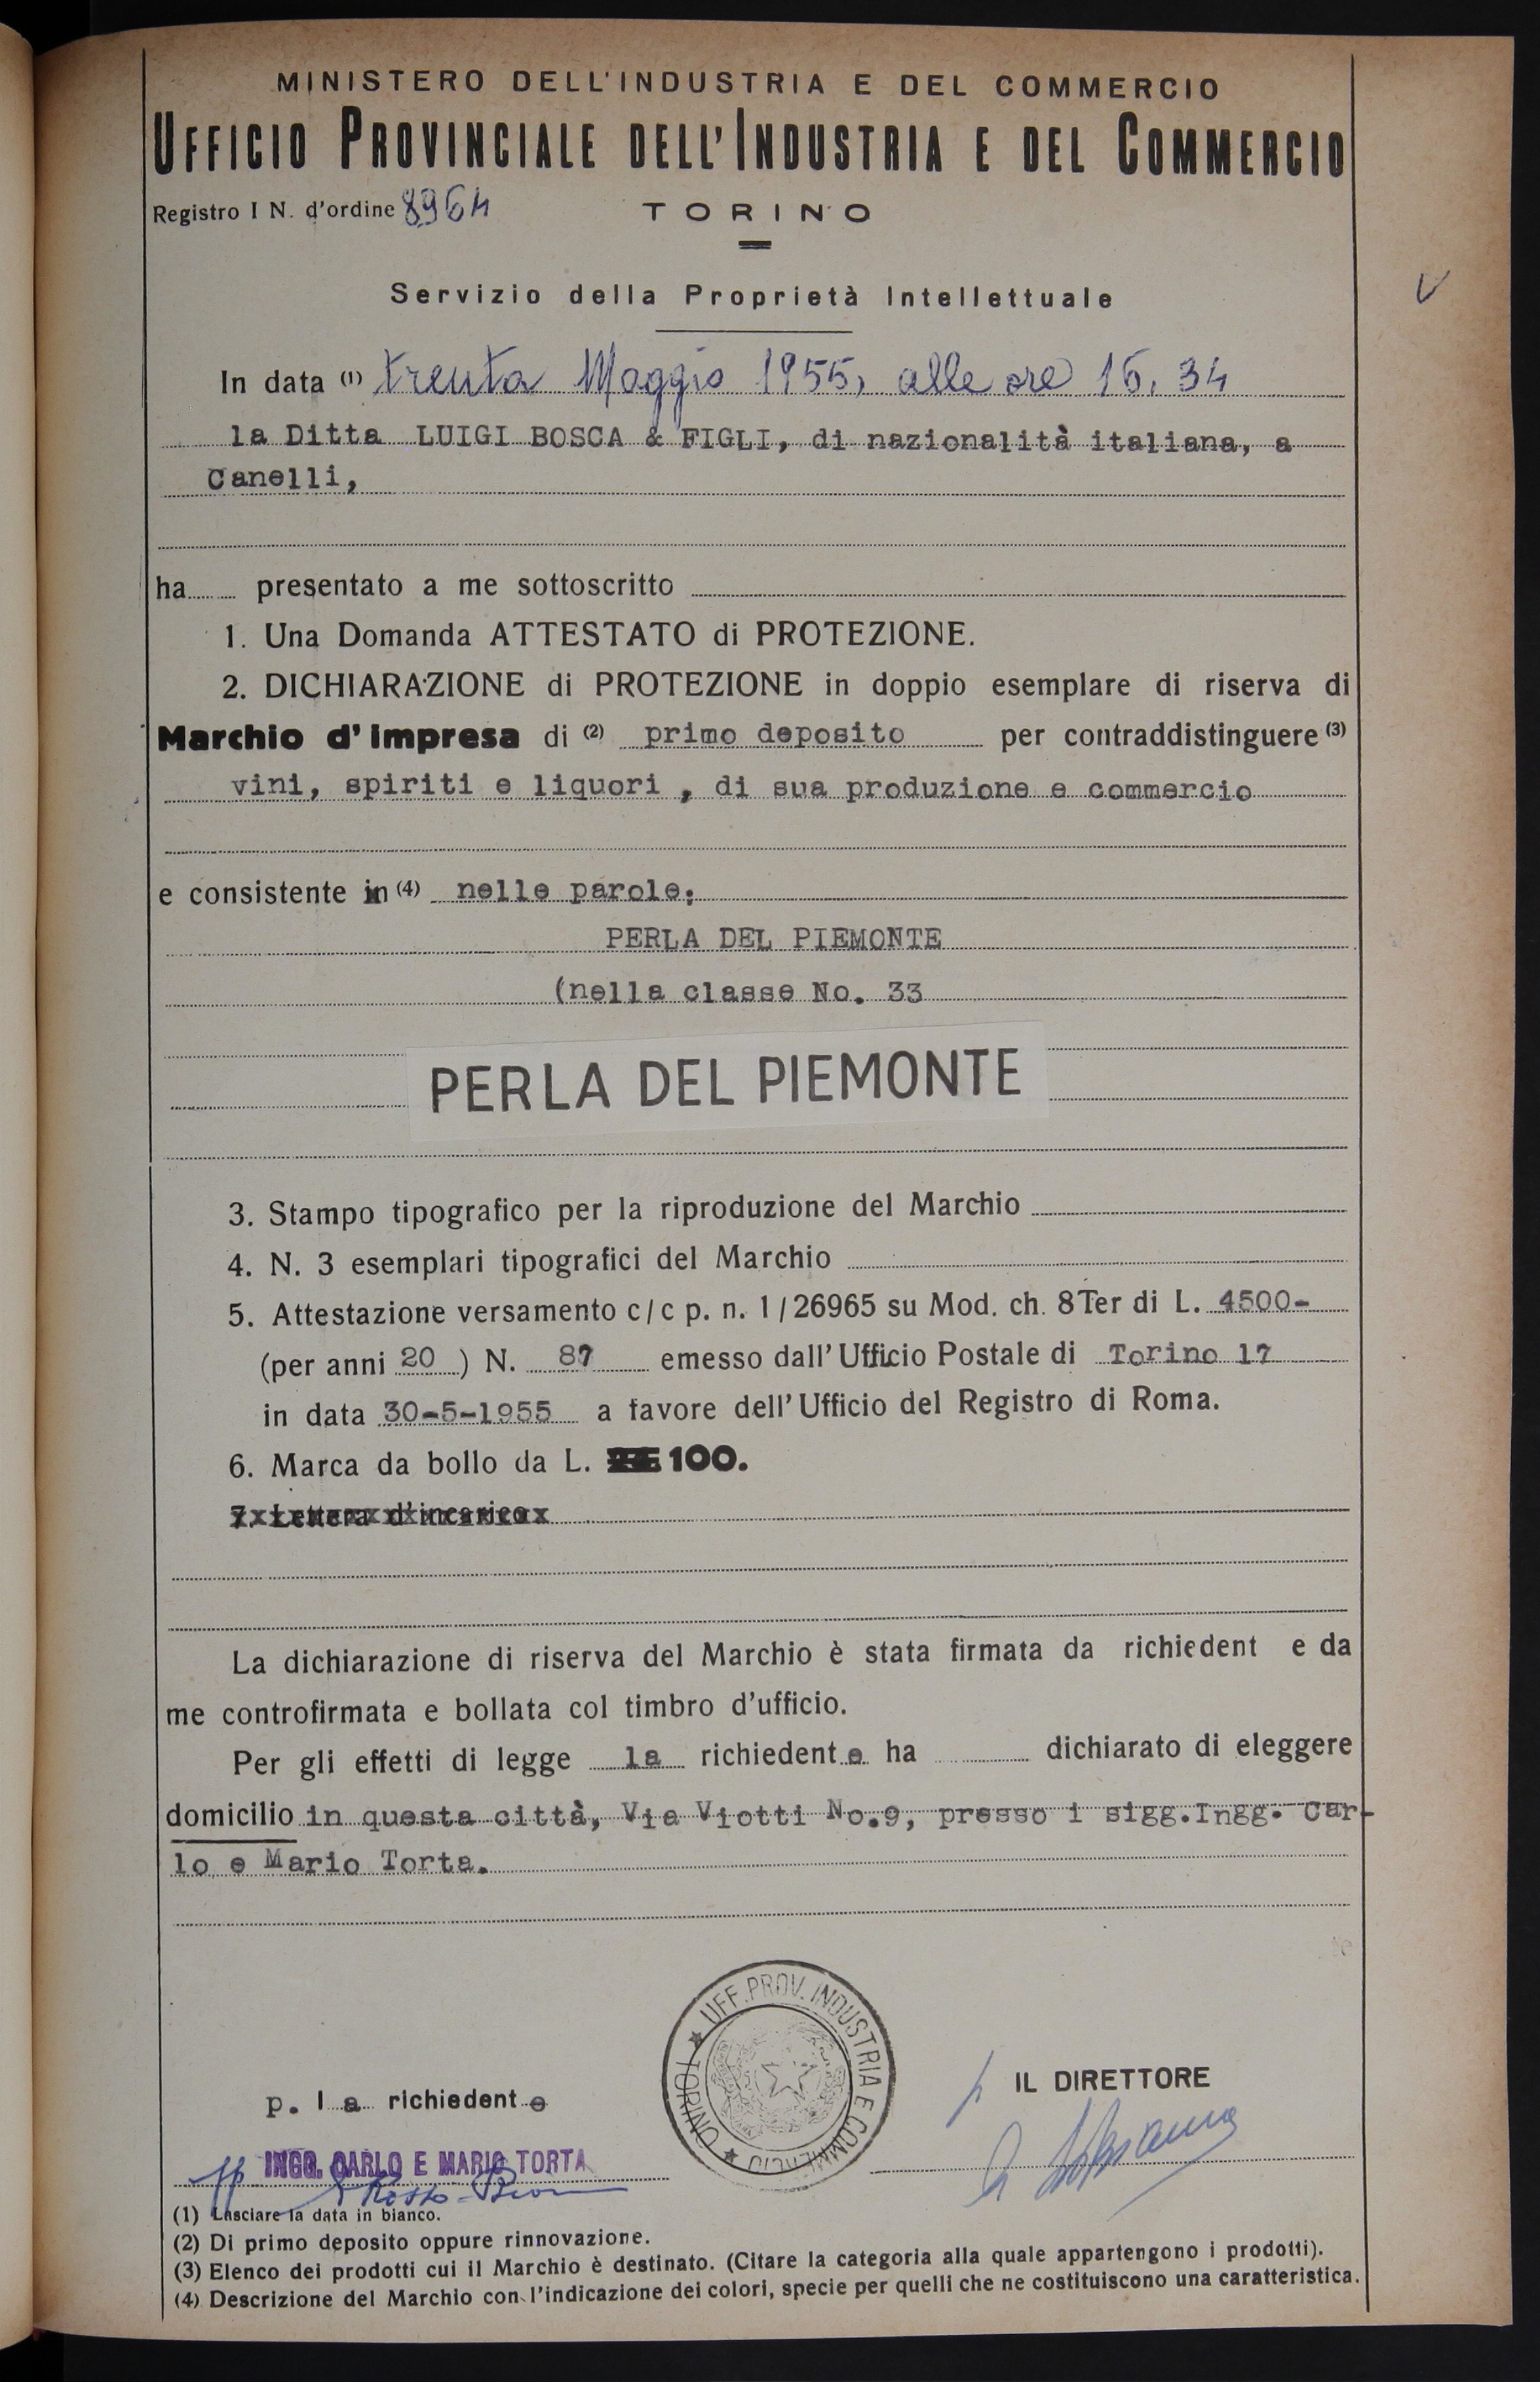 MINISTERO DELL'INDUSTRIA E DEL COMMERCIO
UFFICIO PROVINCIALE DELL'INDUSTRIA E DEL COMMERCIO
Registro I N. d'ordine 8964
TORINO
Servizio della Proprietà Intellettuale
In data (1) trenta Maggio 1955, alle ore 16.34
la Ditta LUIGI BOSCA & FIGLI, di nazionalità italiana, a
Canelli,
ha presentato a me sottoscritto
1. Una Domanda ATTESTATO di PROTEZIONE.
2. DICHIARAZIONE di PROTEZIONE in doppio esemplare di riserva di
Marchio d'impresa di (2) primo deposito per contraddistinguere (3)
vini, spiriti e liquori , di sua produzione e commercio
e consistente in (4) nelle parole:
PERLA DEL PIEMONTE
(nella classe No. 33
PERLA DEL PIEMONTE
3. Stampo tipografico per la riproduzione del Marchio
4. N. 3 esemplari tipografici del Marchio
5. Attestazione versamento c/c p. n. 1/26965 su Mod. ch. 8Ter di L. 4500-
(per anni 20 ) N. 87 emesso dall'Ufficio Postale di Torino 17
in data 30-5-1955 a favore dell'Ufficio del Registro di Roma.
6. Marca da bollo da L. 100.
7. Lettera d'incarico
La dichiarazione di riserva del Marchio è stata firmata da richiedent e da
me controfirmata e bollata col timbro d'ufficio.
Per gli effetti di legge la richiedente ha dichiarato di eleggere
domicilio in questa città, Via Viotti No.9, presso i sigg.Ingg. Car-
lo e Mario Torta.
UFF. PROV. INDUSTRIA E COMMERCIO ★ TORINO ★
p. la richiedente
IL DIRETTORE
INGG. CARLO E MARIO TORTA
(1) Lasciare la data in bianco.
(2) Di primo deposito oppure rinnovazione.
(3) Elenco dei prodotti cui il Marchio è destinato. (Citare la categoria alla quale appartengono i prodotti).
(4) Descrizione del Marchio con l'indicazione dei colori, specie per quelli che ne costituiscono una caratteristica.